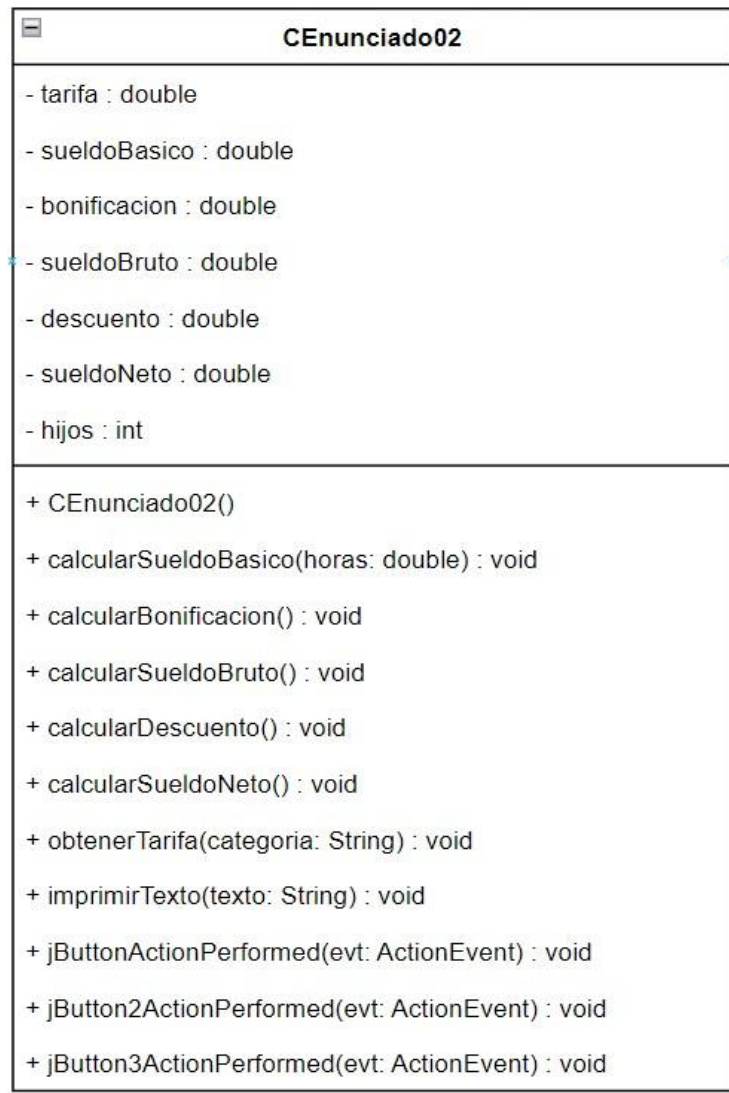 CEnunciado02
- tarifa : double
- sueldoBasico : double
- bonificacion : double
- sueldoBruto : double
- descuento : double
- sueldoNeto : double
- hijos : int
+ CEnunciado02()
+ calcularSueldoBasico(horas: double) : void
+ calcularBonificacion() : void
+ calcularSueldoBruto() : void
+ calcularDescuento() : void
+ calcularSueldoNeto() : void
+ obtenerTarifa(categoria: String) : void
+ imprimirTexto(texto: String) : void
+ jButtonActionPerformed(evt: ActionEvent) : void
+ jButton2ActionPerformed(evt: ActionEvent) : void
+ jButton3ActionPerformed(evt: ActionEvent) : void